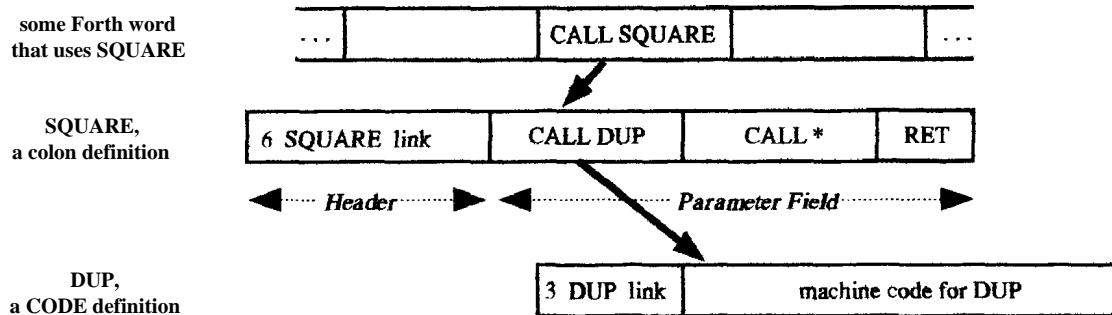 some Forth word
that uses SQUARE
... CALL SQUARE ...
SQUARE,
a colon definition
6 SQUARE link CALL DUP CALL * RET
Header Parameter Field
DUP,
a CODE definition
3 DUP link machine code for DUP